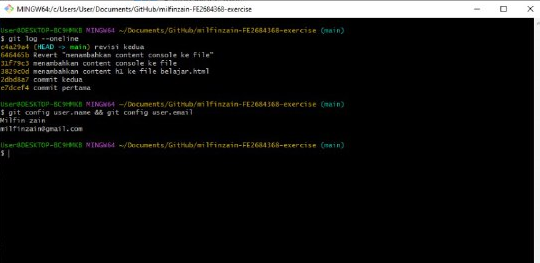 MINGW64:/c/Users/User/Documents/GitHub/milfinzain-FE2684368-exercise
User@DESKTOP-BC9HMKB MINGW64 ~/Documents/GitHub/milfinzain-FE2684368-exercise (main)
$ git log --oneline
c4a29a4 (HEAD -> main) revisi kedua
646465b Revert "menambahkan content console ke file"
31f79c3 menambahkan content console ke file
3829c0d menambahkan content h1 ke file belajar.html
2dbd8a7 commit kedua
e7dcef4 commit pertama
User@DESKTOP-BC9HMKB MINGW64 ~/Documents/GitHub/milfinzain-FE2684368-exercise (main)
$ git config user.name && git config user.email
Milfin zain
milfinzain@gmail.com
User@DESKTOP-BC9HMKB MINGW64 ~/Documents/GitHub/milfinzain-FE2684368-exercise (main)
$